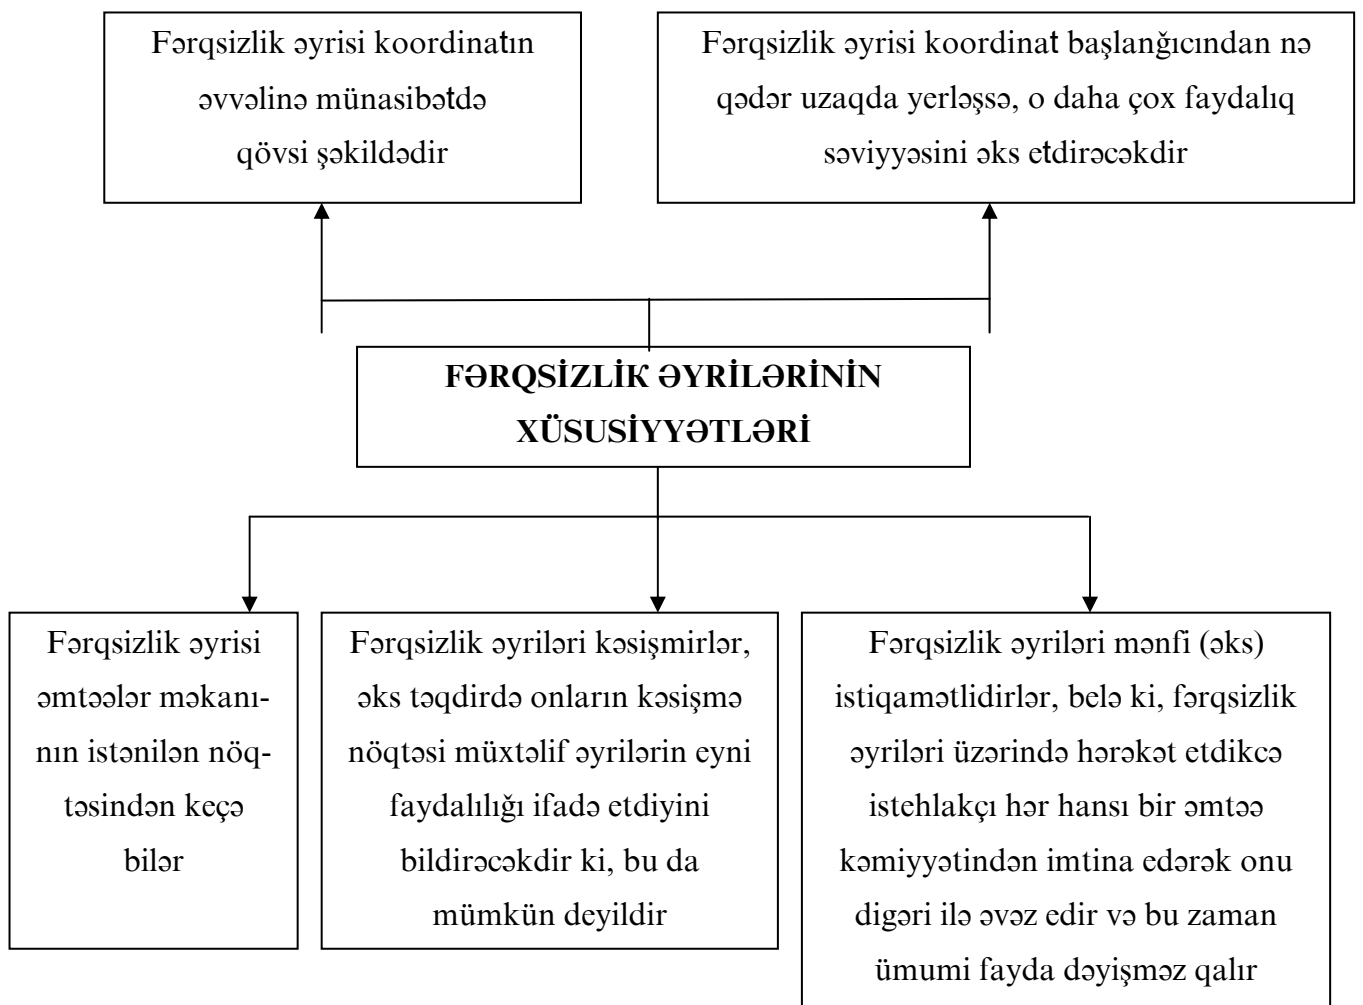 Fərqsizlik əyrisi koordinatın
əvvəlinə münasibətdə
qövsi şəkildədir
Fərqsizlik əyrisi koordinat başlanğıcından nə
qədər uzaqda yerləşsə, o daha çox faydalıq
səviyyəsini əks etdirəcəkdir
FƏRQSİZLİK ƏYRİLƏRİNİN
XÜSUSİYYƏTLƏRİ
Fərqsizlik əyrisi
əmtəələr məkanı-
nın istənilən nöq-
təsindən keçə
bilər
Fərqsizlik əyriləri kəsişmirlər,
əks təqdirdə onların kəsişmə
nöqtəsi müxtəlif əyrilərin eyni
faydalılığı ifadə etdiyini
bildirəcəkdir ki, bu da
mümkün deyildir
Fərqsizlik əyriləri mənfi (əks)
istiqamətlidirlər, belə ki, fərqsizlik
əyriləri üzərində hərəkət etdikcə
istehlakçı hər hansı bir əmtəə
kəmiyyətindən imtina edərək onu
digəri ilə əvəz edir və bu zaman
ümumi fayda dəyişməz qalır